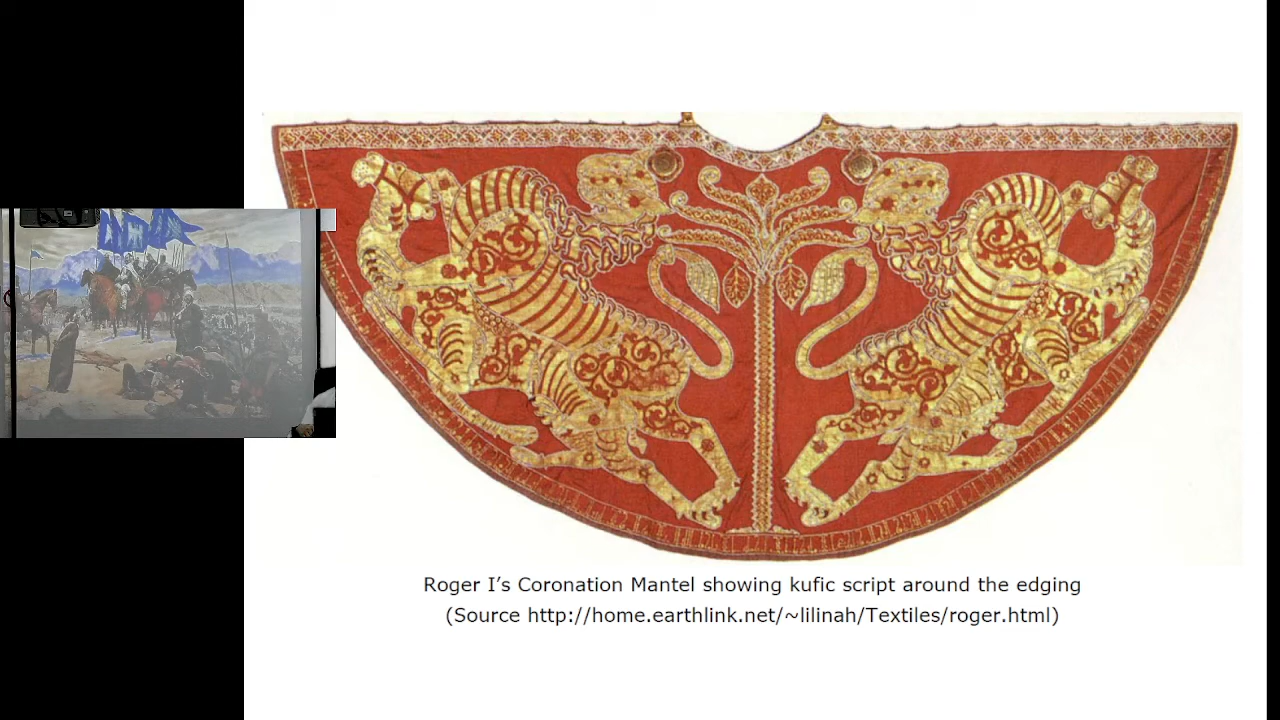 Roger I’s Coronation Mantel showing kufic script around the edging
(Source http://home.earthlink.net/~lilinah/Textiles/roger.html)